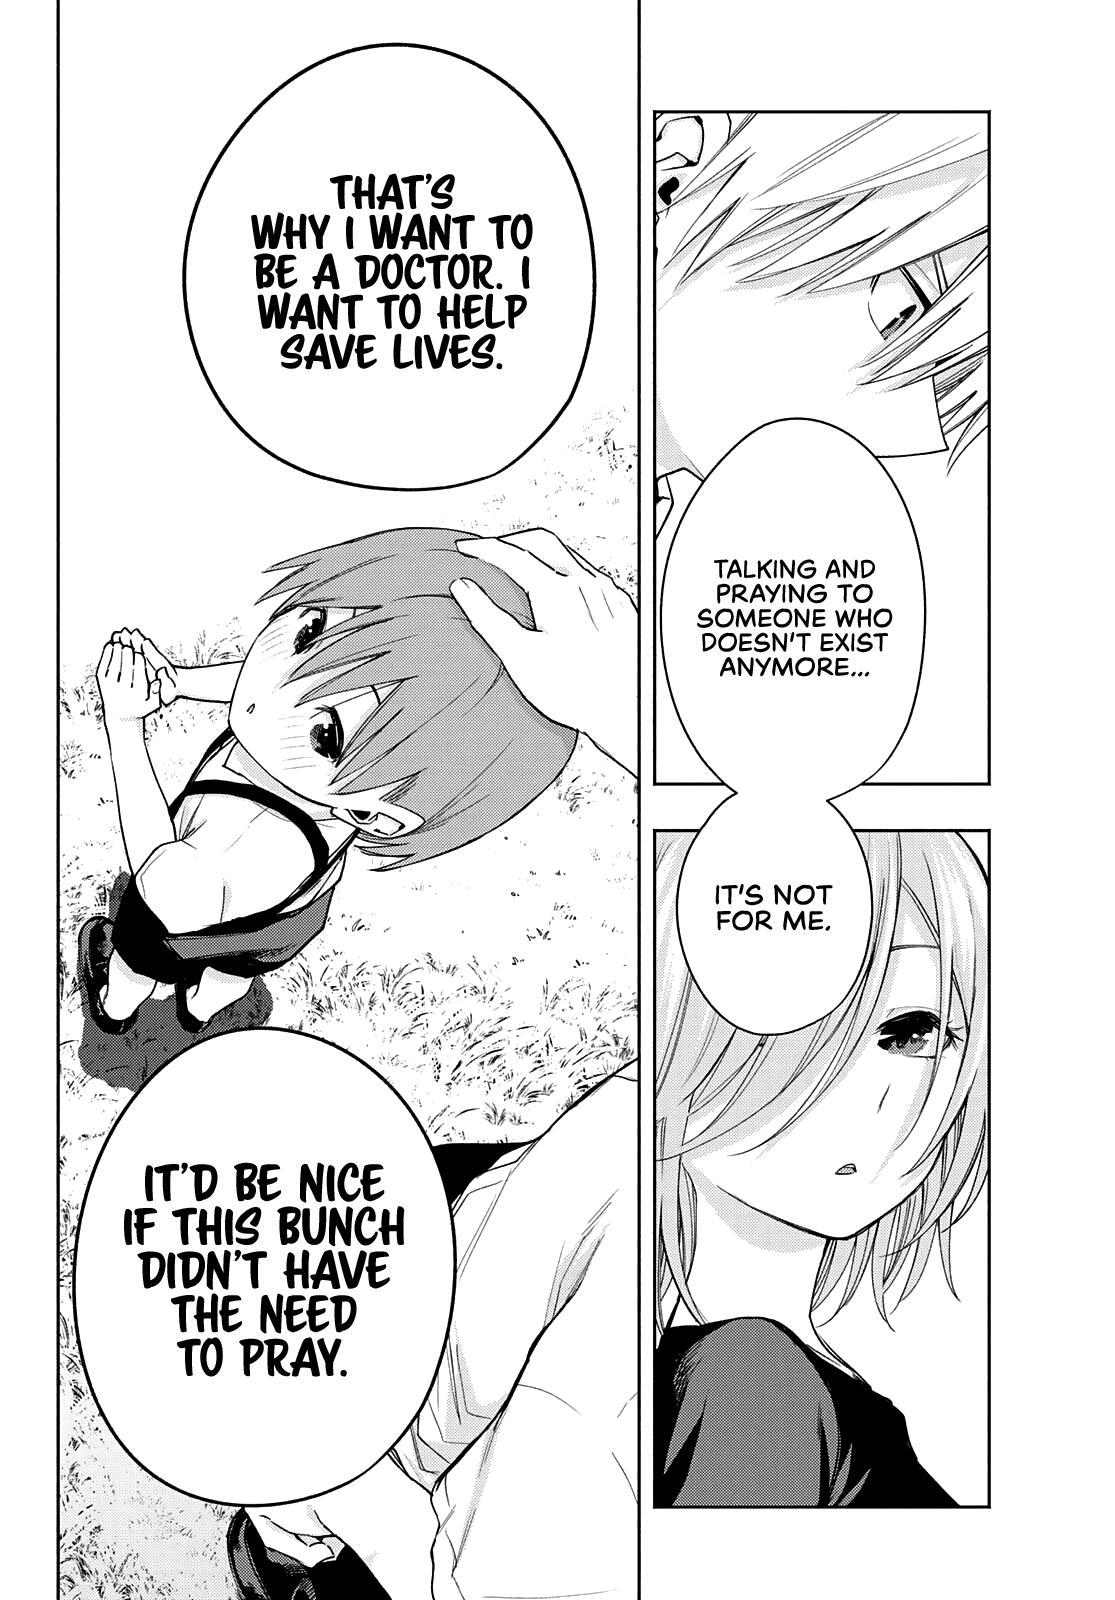 TALKING AND
PRAYING TO
SOMEONE WHO
DOESN'T EXIST
ANYMORE...
IT'S NOT
FOR ME.
THAT'S
WHY I WANT TO
BE A DOCTOR. I
WANT TO HELP
SAVE LIVES.
IT'D BE NICE
IF THIS BUNCH
DIDN'T HAVE
THE NEED
TO PRAY.